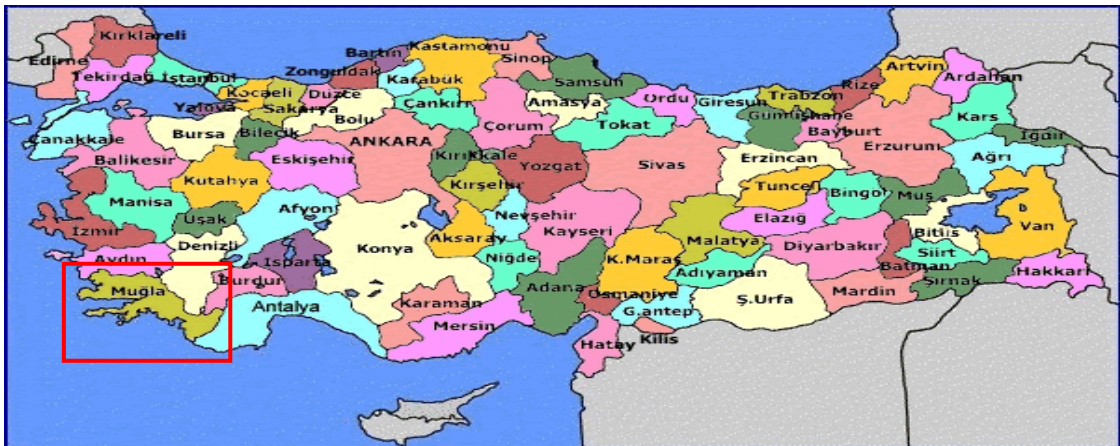 Kırklareli
Edirne
Tekirdağ
İstanbul
Kocaeli
Yalova
Sakarya
Düzce
Zonguldak
Bartın
Karabük
Kastamonu
Sinop
Samsun
Ordu
Giresun
Trabzon
Rize
Artvin
Ardahan
Çanakkale
Bursa
Bilecik
Bolu
Çankırı
Çorum
Amasya
Tokat
Gümüşhane
Bayburt
Kars
Iğdır
Balıkesir
Kutahya
Eskişehir
ANKARA
Kırıkkale
Yozgat
Sivas
Erzincan
Erzurum
Ağrı
Manisa
Uşak
Afyon
Kırşehir
Nevşehir
Kayseri
Malatya
Elazığ
Tuncel
Bingol
Muş
Bitlis
Van
İzmir
Aydın
Denizli
Isparta
Konya
Aksaray
Niğde
K.Maraş
Adıyaman
Diyarbakır
Batman
Siirt
Şırnak
Hakkari
Muğla
Burdur
Antalya
Karaman
Mersin
Adana
Osmaniye
G.antep
Ş.Urfa
Mardin
Hatay
Kilis